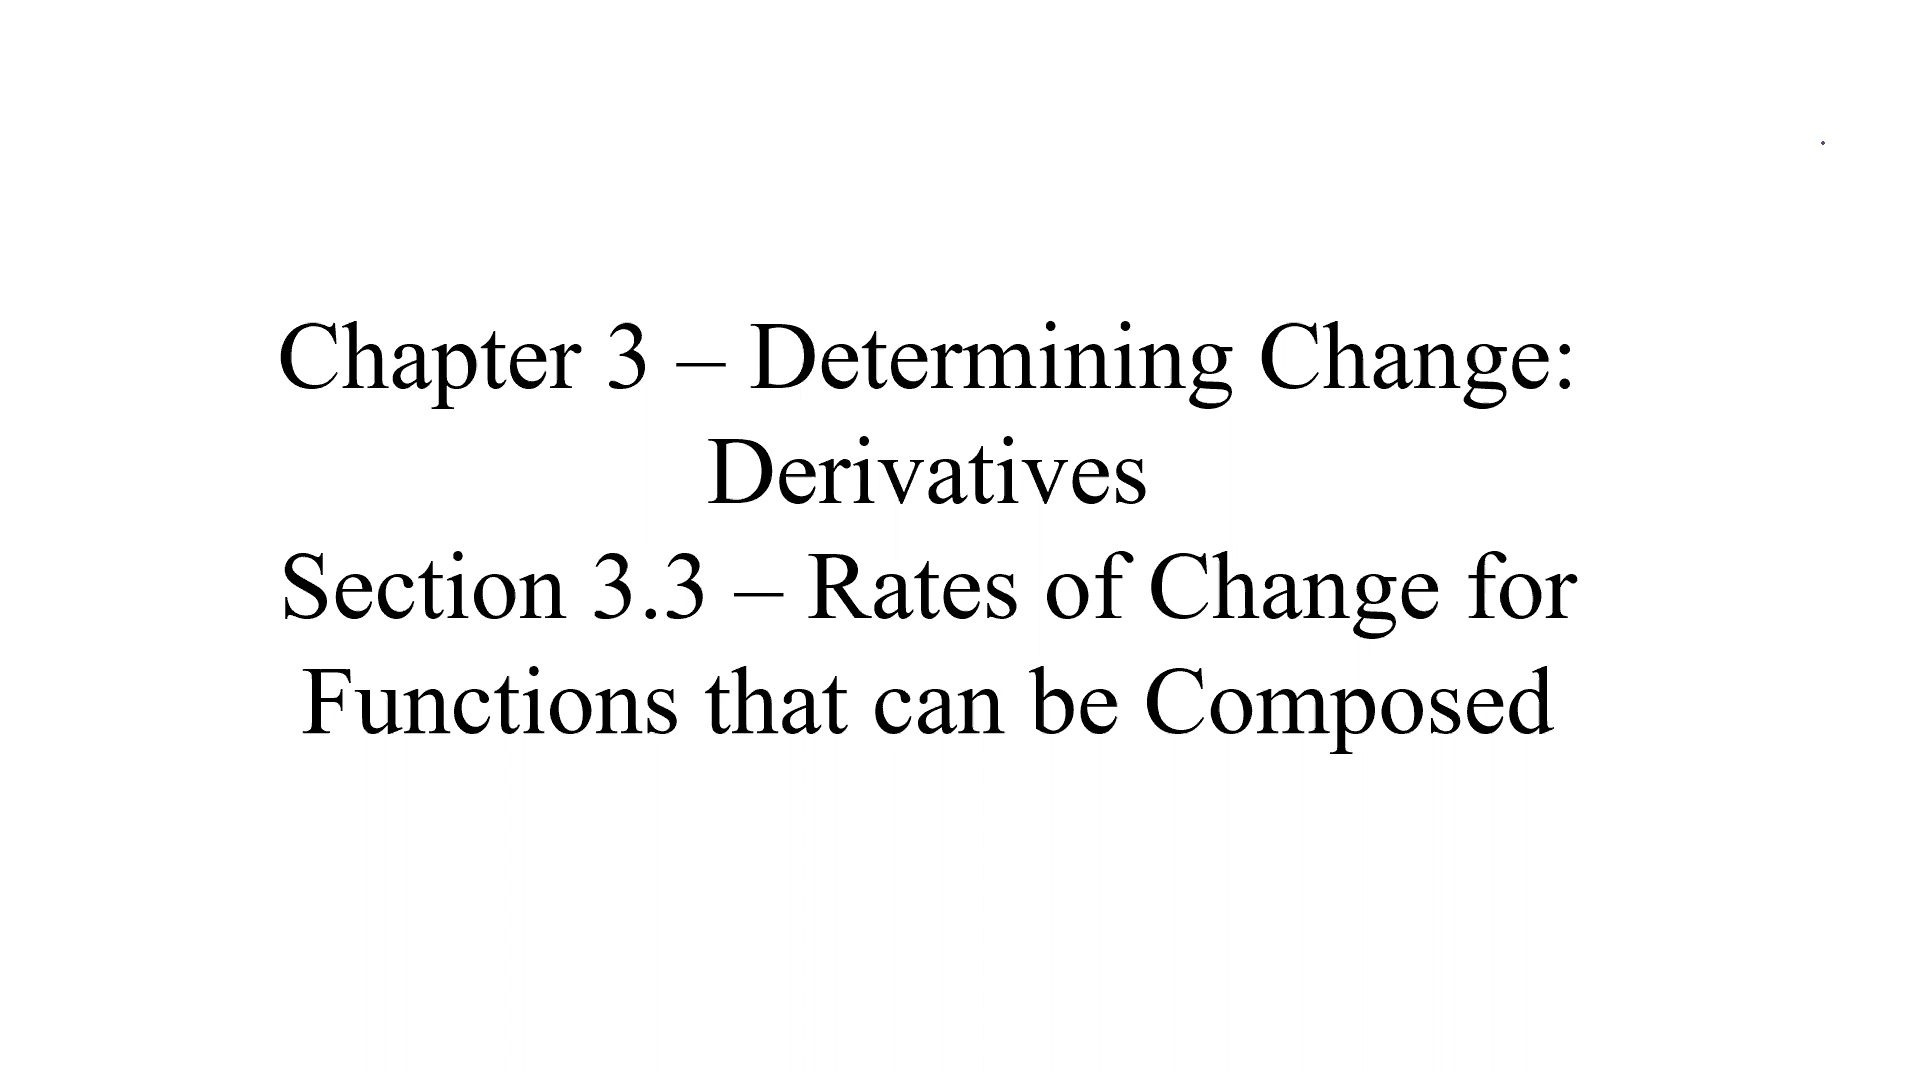 Chapter 3 – Determining Change:
Derivatives
Section 3.3 – Rates of Change for
Functions that can be Composed